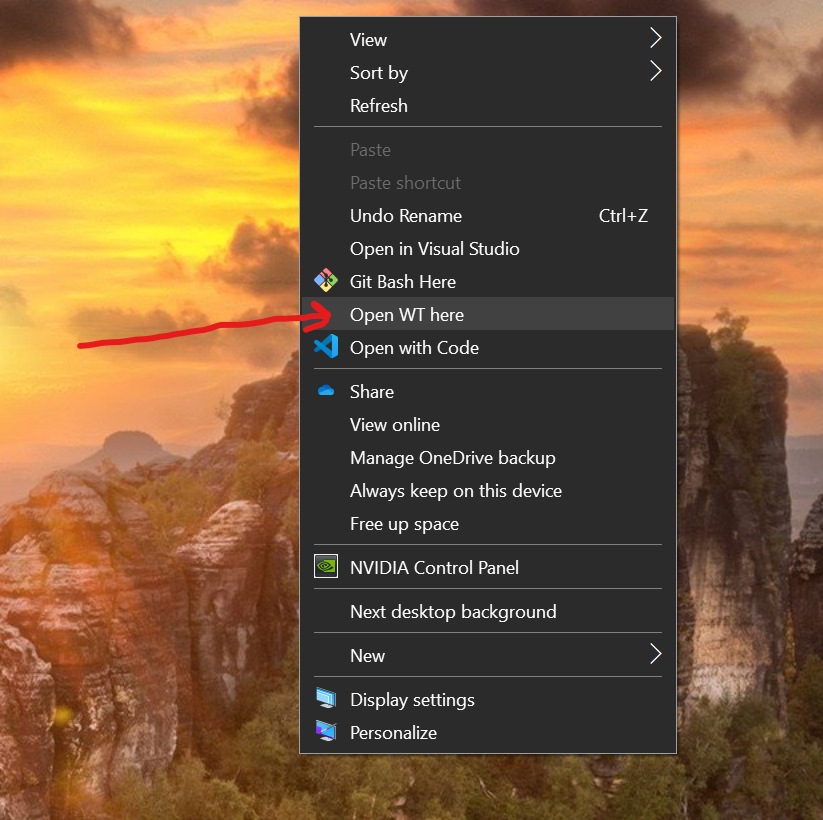 View
Sort by
Refresh
Paste
Paste shortcut
Undo Rename Ctrl+Z
Open in Visual Studio
Git Bash Here
Open WT here
Open with Code
Share
View online
Manage OneDrive backup
Always keep on this device
Free up space
NVIDIA Control Panel
Next desktop background
New
Display settings
Personalize